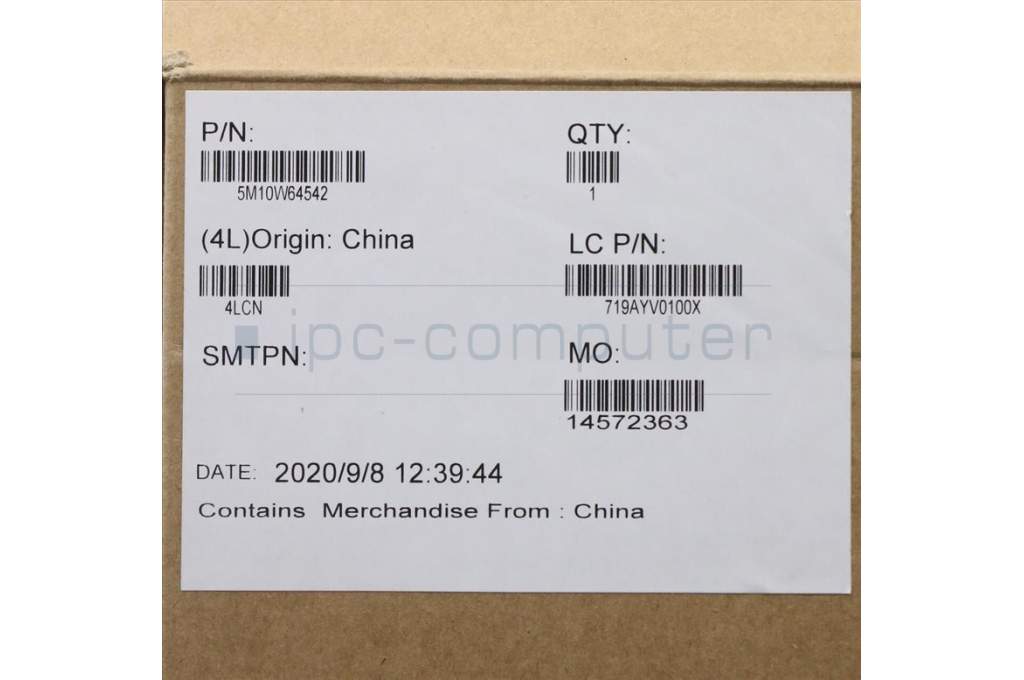 P/N:
5M10W64542
QTY:
1
(4L)Origin: China
4LCN
LC P/N:
719AYV0100X
ipc-computer
SMTPN:
MO:
14572363
DATE: 2020/9/8 12:39:44
Contains Merchandise From : China